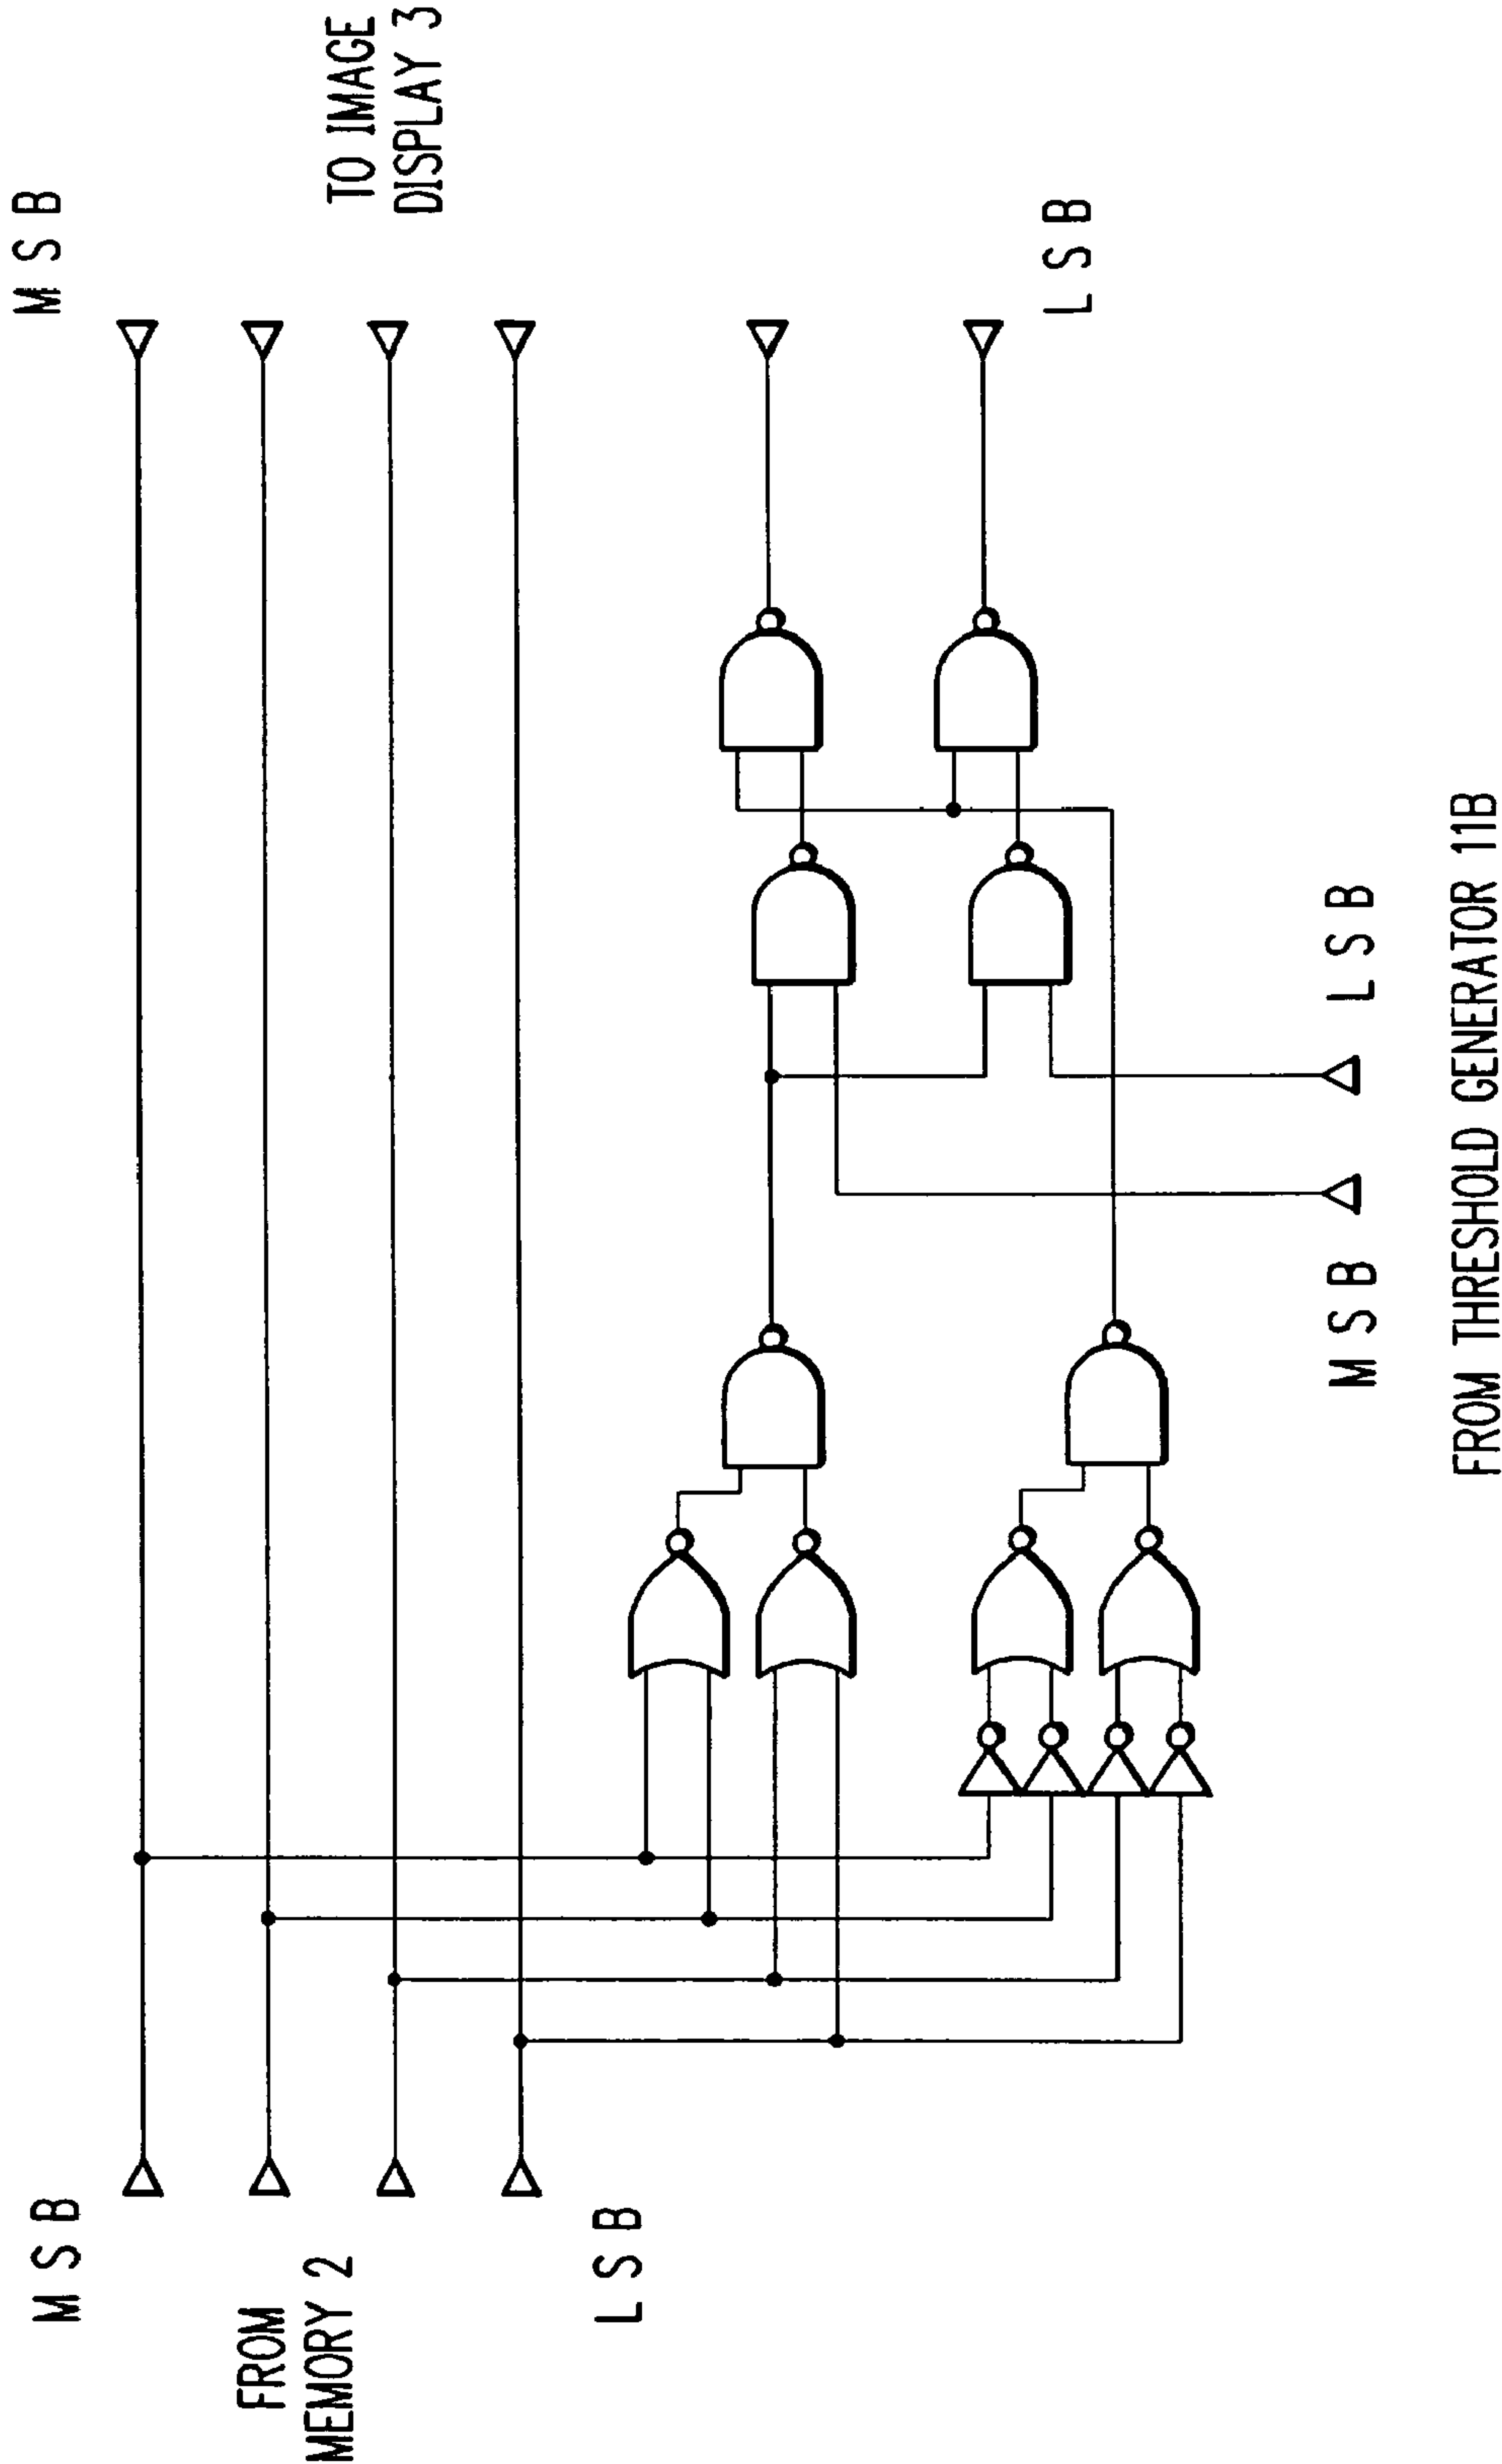 M S B
FROM
MEMORY 2
L S B
M S B
TO IMAGE
DISPLAY 3
L S B
M S B
L S B
FROM THRESHOLD GENERATOR 11B